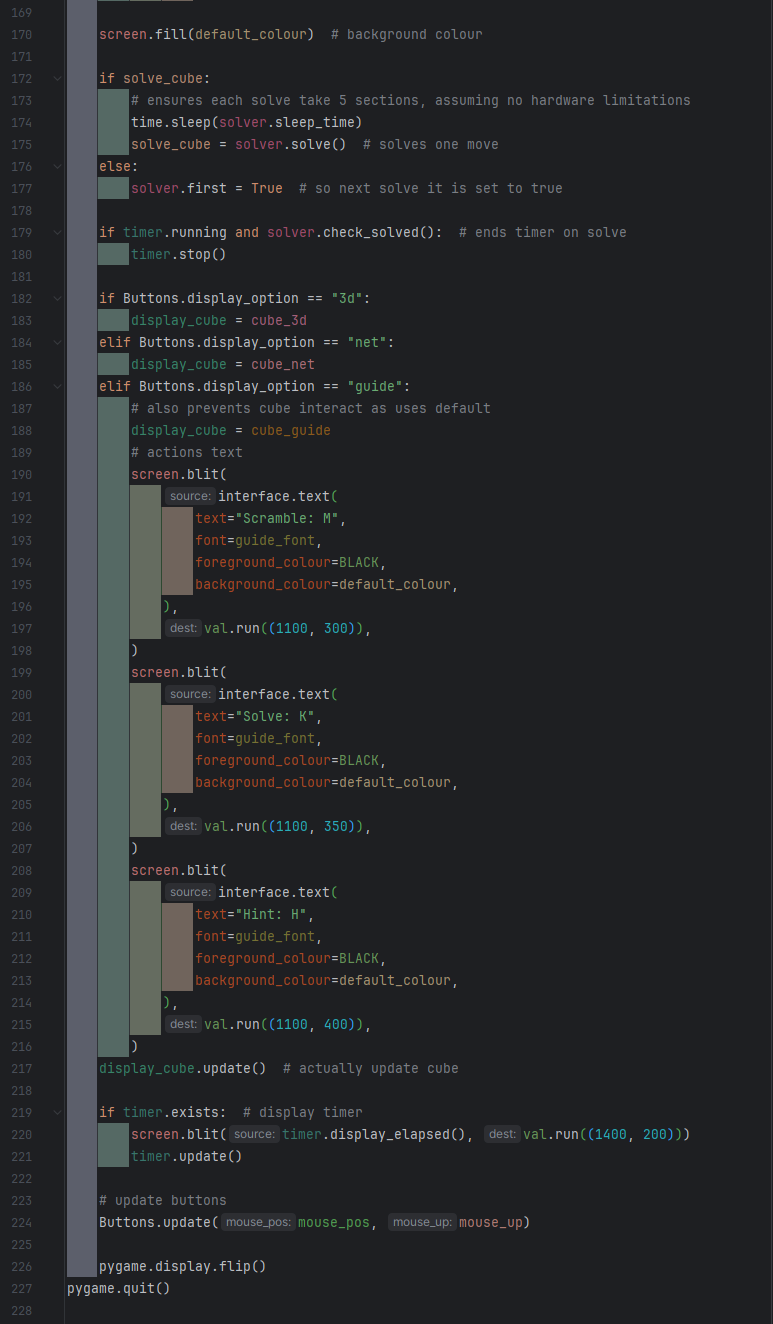 169
170 screen.fill(default_colour)  # background colour
171
172 if solve_cube:
173 # ensures each solve take 5 sections, assuming no hardware limitations
174 time.sleep(solver.sleep_time)
175 solve_cube = solver.solve()  # solves one move
176 else:
177 solver.first = True  # so next solve it is set to true
178
179 if timer.running and solver.check_solved():  # ends timer on solve
180 timer.stop()
181
182 if Buttons.display_option == "3d":
183 display_cube = cube_3d
184 elif Buttons.display_option == "net":
185 display_cube = cube_net
186 elif Buttons.display_option == "guide":
187 # also prevents cube interact as uses default
188 display_cube = cube_guide
189 # actions text
190 screen.blit(
191 source: interface.text(
192 text="Scramble: M",
193 font=guide_font,
194 foreground_colour=BLACK,
195 background_colour=default_colour,
196 ),
197 dest: val.run((1100, 300)),
198 )
199 screen.blit(
200 source: interface.text(
201 text="Solve: K",
202 font=guide_font,
203 foreground_colour=BLACK,
204 background_colour=default_colour,
205 ),
206 dest: val.run((1100, 350)),
207 )
208 screen.blit(
209 source: interface.text(
210 text="Hint: H",
211 font=guide_font,
212 foreground_colour=BLACK,
213 background_colour=default_colour,
214 ),
215 dest: val.run((1100, 400)),
216 )
217 display_cube.update()  # actually update cube
218
219 if timer.exists:  # display timer
220 screen.blit( source: timer.display_elapsed(), dest: val.run((1400, 200)))
221 timer.update()
222
223 # update buttons
224 Buttons.update( mouse_pos: mouse_pos, mouse_up: mouse_up)
225
226 pygame.display.flip()
227 pygame.quit()
228